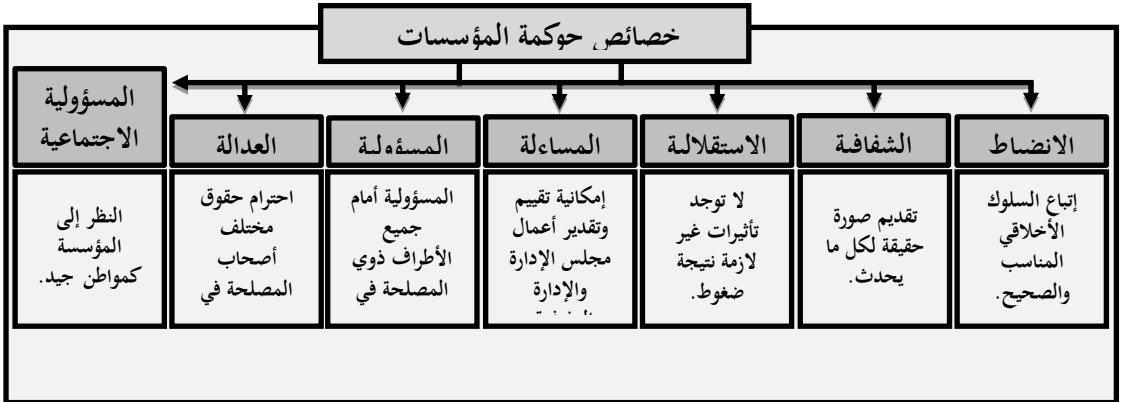 خصائص حوكمة المؤسسات
الانضباط
إتباع السلوك
الأخلاقي
المناسب
والصحيح.
الشفافية
تقديم صورة
حقيقة لكل ما
يحدث.
الاستقلالية
لا توجد
تأثيرات غير
لازمة نتيجة
ضغوط.
المساءلة
إمكانية تقييم
وتقدير أعمال
مجلس الإدارة
والإدارة
المسؤولية
المسؤولية أمام
جميع
الأطراف ذوي
المصلحة في
العدالة
احترام حقوق
مختلف
أصحاب
المصلحة في
المسؤولية
الاجتماعية
النظر إلى
المؤسسة
كمواطن جيد.